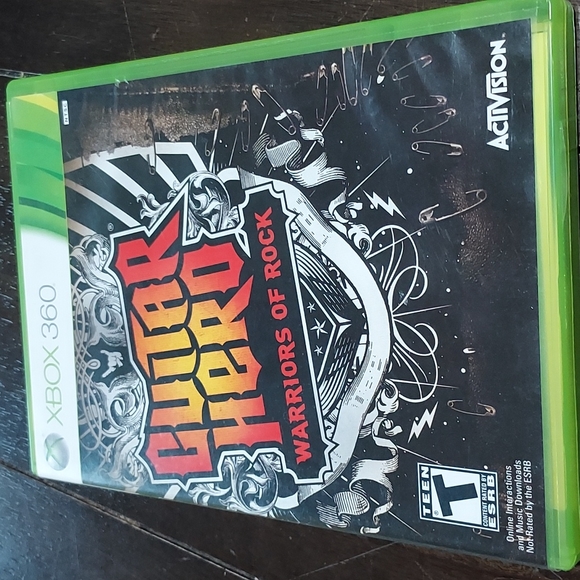 XBOX 360
NTSC
GUITAR
HERO
®
WARRIORS OF ROCK
TEEN
T
CONTENT RATED BY
ESRB
Online Interactions
and Music Downloads
Not Rated by the ESRB
ACTIVISION